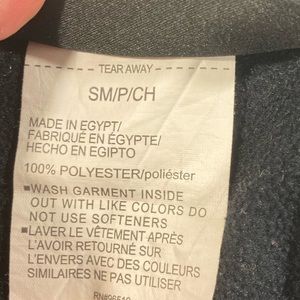 TEAR AWAY
SM/P/CH
MADE IN EGYPT/
FABRIQUÉ EN ÉGYPTE/
HECHO EN EGIPTO
100% POLYESTER/poliéster
▪WASH GARMENT INSIDE
OUT WITH LIKE COLORS DO
NOT USE SOFTENERS
▪LAVER LE VÊTEMENT APRÈS
L'AVOIR RETOURNÉ SUR
L'ENVERS AVEC DES COULEURS
SIMILAIRES NE PAS UTILISER